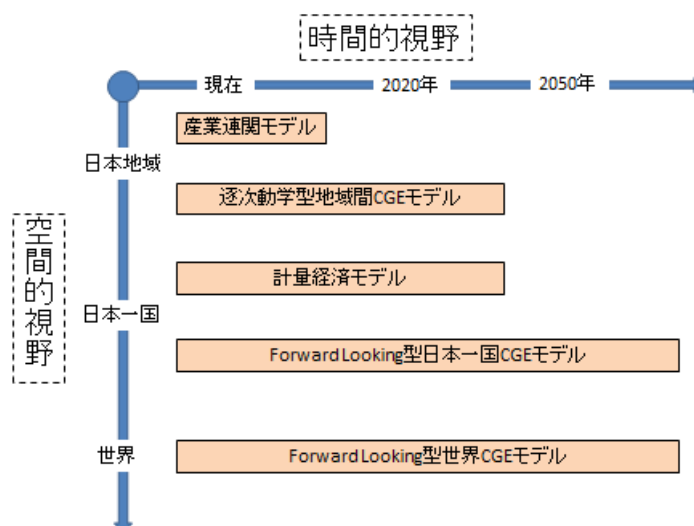 時間的視野
現在
2020年
2050年
産業連関モデル
日本地域
逐次動学型地域間CGEモデル
空間的視野
計量経済モデル
日本一国
Forward Looking型日本一国CGEモデル
世界
Forward Looking型世界CGEモデル